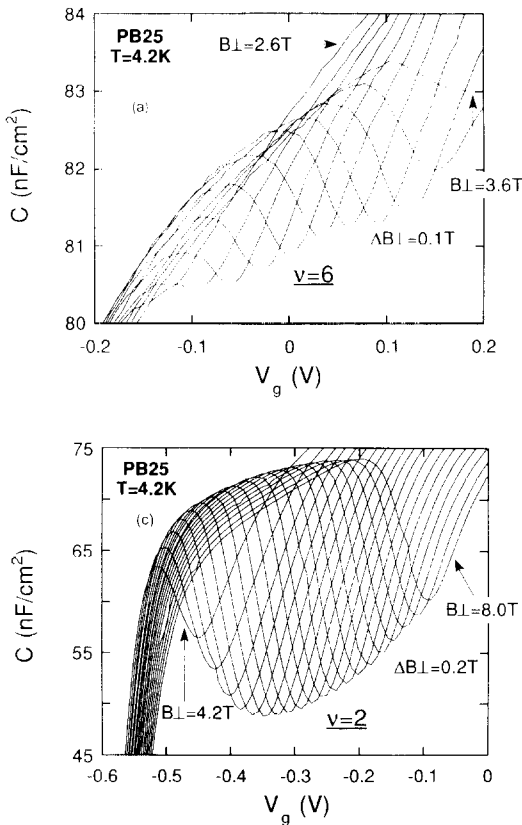 84
PB25
T=4.2K
B⊥=2.6T
(a)
83
C (nF/cm²)
82
B⊥=3.6T
81
ΔB⊥=0.1T
ν=6
80
-0.2 -0.1 0 0.1 0.2
V_g (V)
75
PB25
T=4.2K
(c)
65
C (nF/cm²)
B⊥=8.0T
55
ΔB⊥=0.2T
B⊥=4.2T
ν=2
45
-0.6 -0.5 -0.4 -0.3 -0.2 -0.1 0
V_g (V)